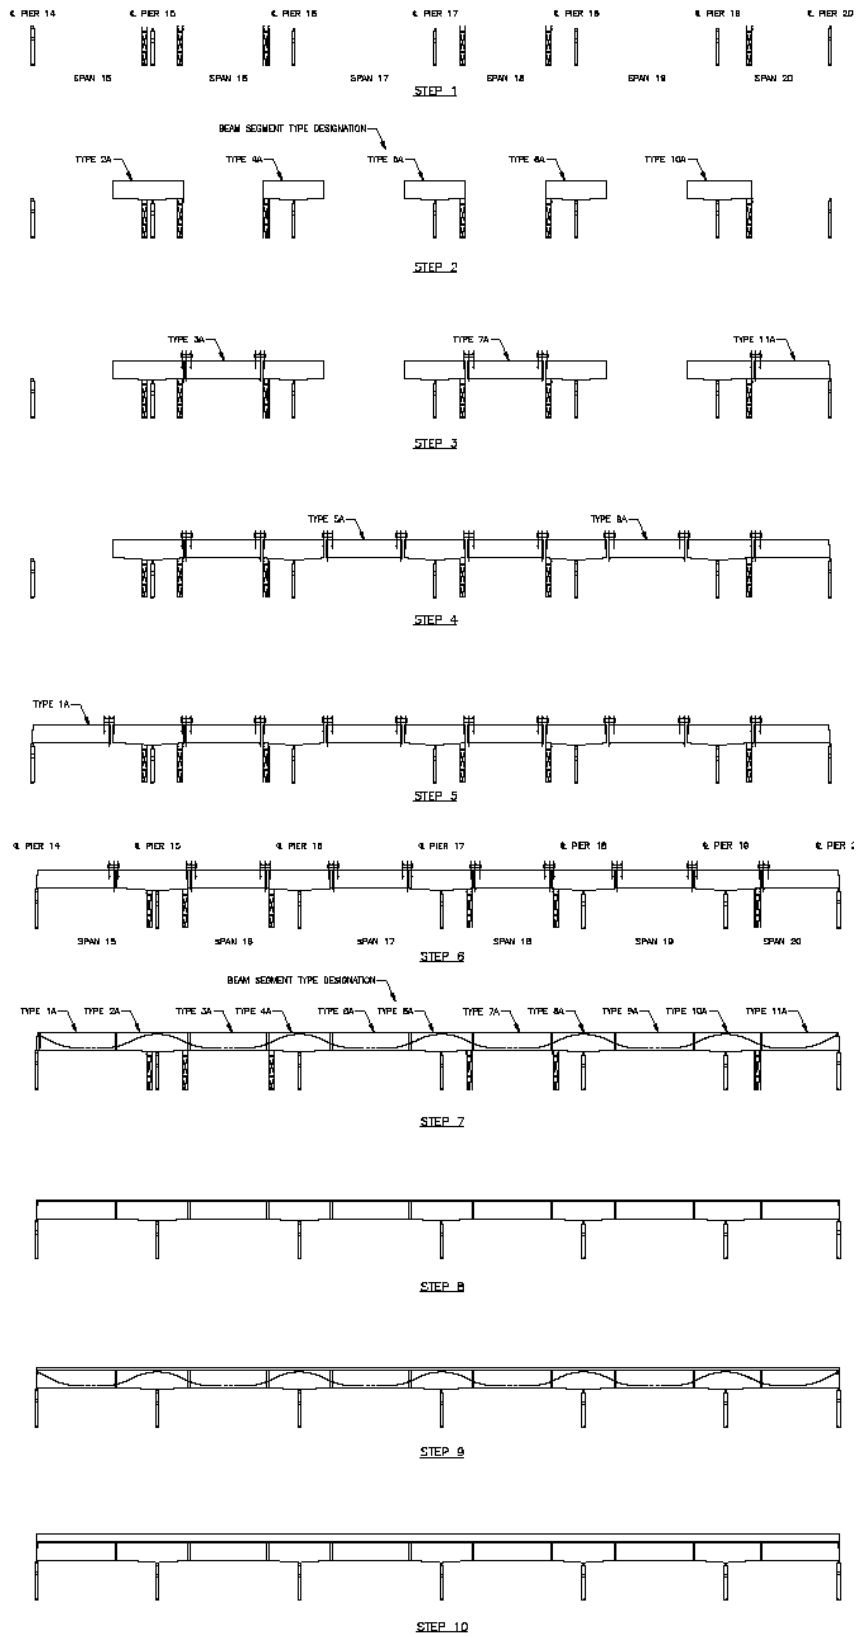 ℄ PIER 14 ℄ PIER 15 ℄ PIER 16 ℄ PIER 17 ℄ PIER 18 ℄ PIER 19 ℄ PIER 20
SPAN 15 SPAN 16 SPAN 17 SPAN 18 SPAN 19 SPAN 20
STEP 1
BEAM SEGMENT TYPE DESIGNATION
TYPE 2A TYPE 4A TYPE 6A TYPE 8A TYPE 10A
STEP 2
TYPE 3A TYPE 7A TYPE 11A
STEP 3
TYPE 5A TYPE 9A
STEP 4
TYPE 1A
STEP 5
℄ PIER 14 ℄ PIER 15 ℄ PIER 16 ℄ PIER 17 ℄ PIER 18 ℄ PIER 19 ℄ PIER 2
SPAN 15 SPAN 16 SPAN 17 SPAN 18 SPAN 19 SPAN 20
STEP 6
BEAM SEGMENT TYPE DESIGNATION
TYPE 1A TYPE 2A TYPE 3A TYPE 4A TYPE 6A TYPE 7A TYPE 8A TYPE 9A TYPE 10A TYPE 11A
STEP 7
STEP 8
STEP 9
STEP 10